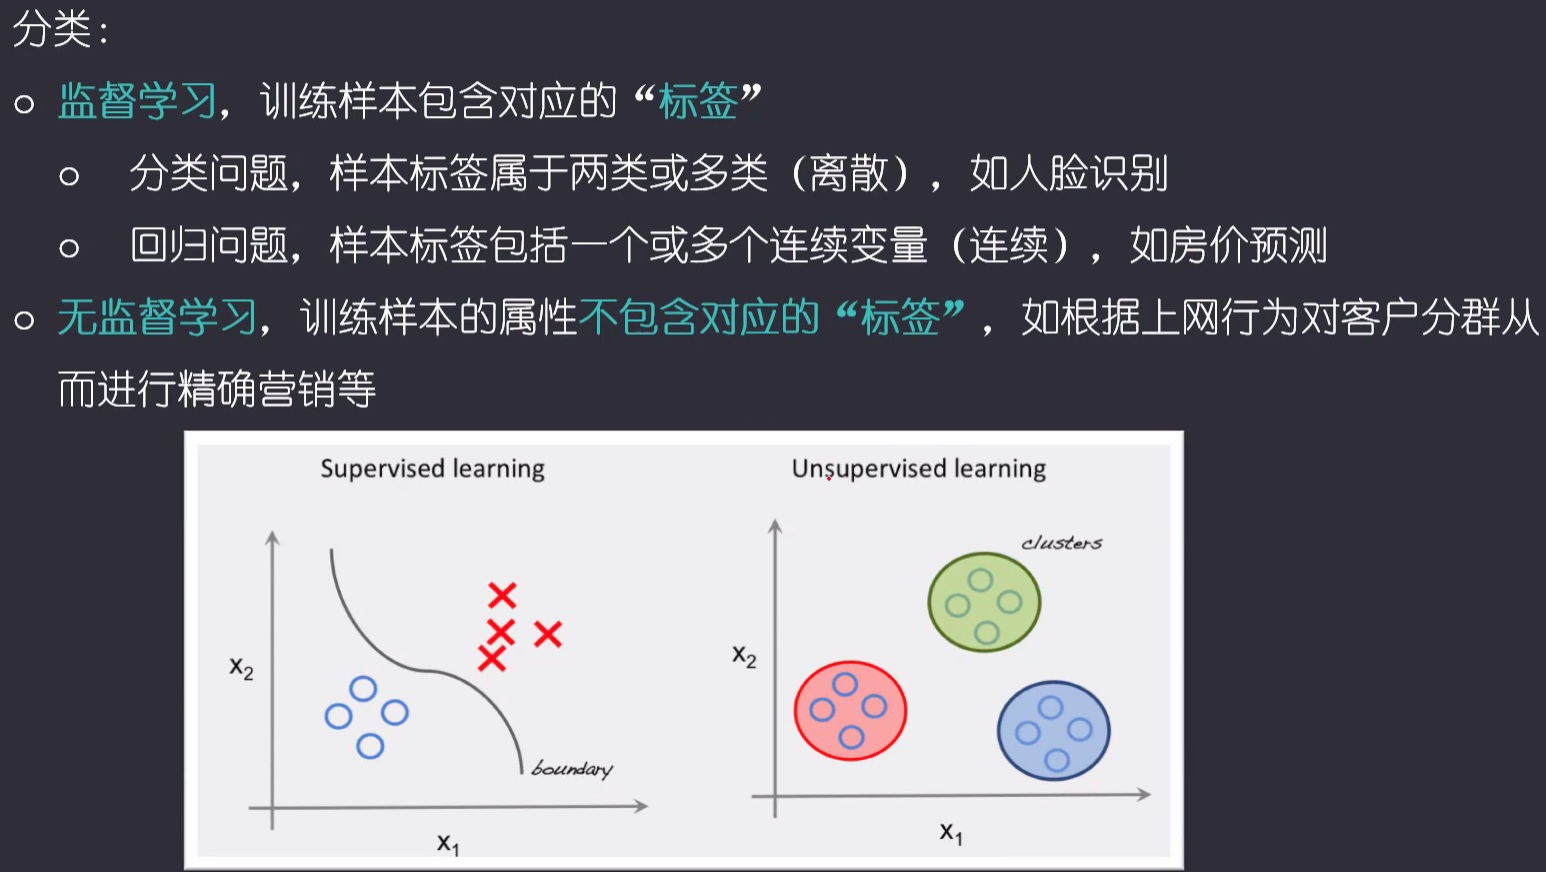 分类：
监督学习，训练样本包含对应的“标签”
分类问题，样本标签属于两类或多类（离散），如人脸识别
回归问题，样本标签包括一个或多个连续变量（连续），如房价预测
无监督学习，训练样本的属性不包含对应的“标签”，如根据上网行为对客户分群从
而进行精确营销等
Supervised learning
x2
boundary
x1
Unsupervised learning
clusters
x2
x1